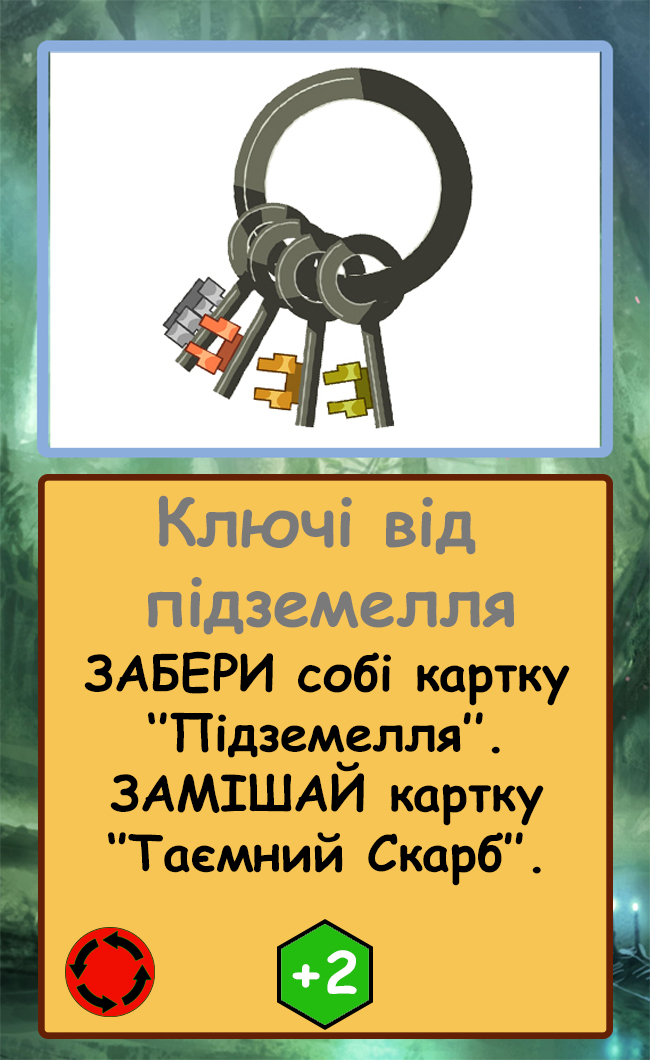 Ключі від
підземелля
ЗАБЕРИ собі картку
"Підземелля".
ЗАМІШАЙ картку
"Таємний Скарб".
+2